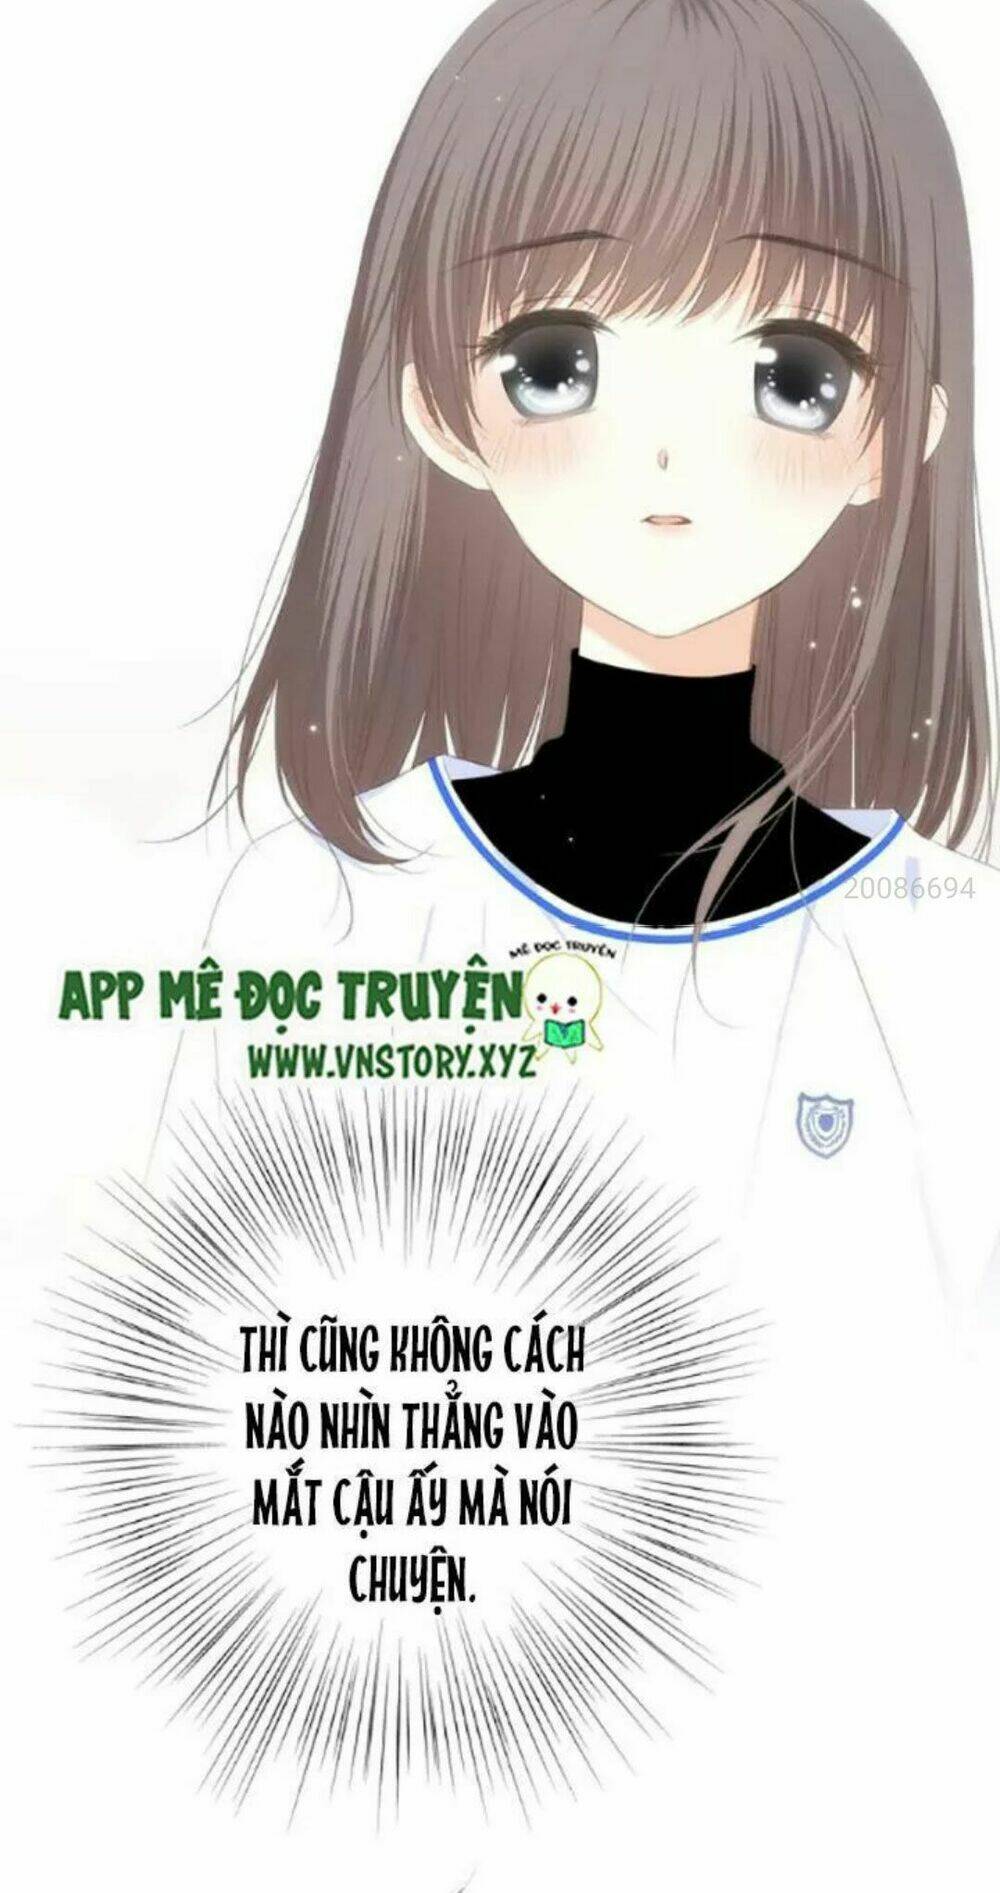 20086694
MÊ ĐỌC TRUYỆN
APP MÊ ĐỌC TRUYỆN
WWW.VNSTORY.XYZ
THÌ CŨNG KHÔNG CÁCH
NÀO NHÌN THẲNG VÀO
MẮT CẬU ẤY MÀ NÓI
CHUYỆN.